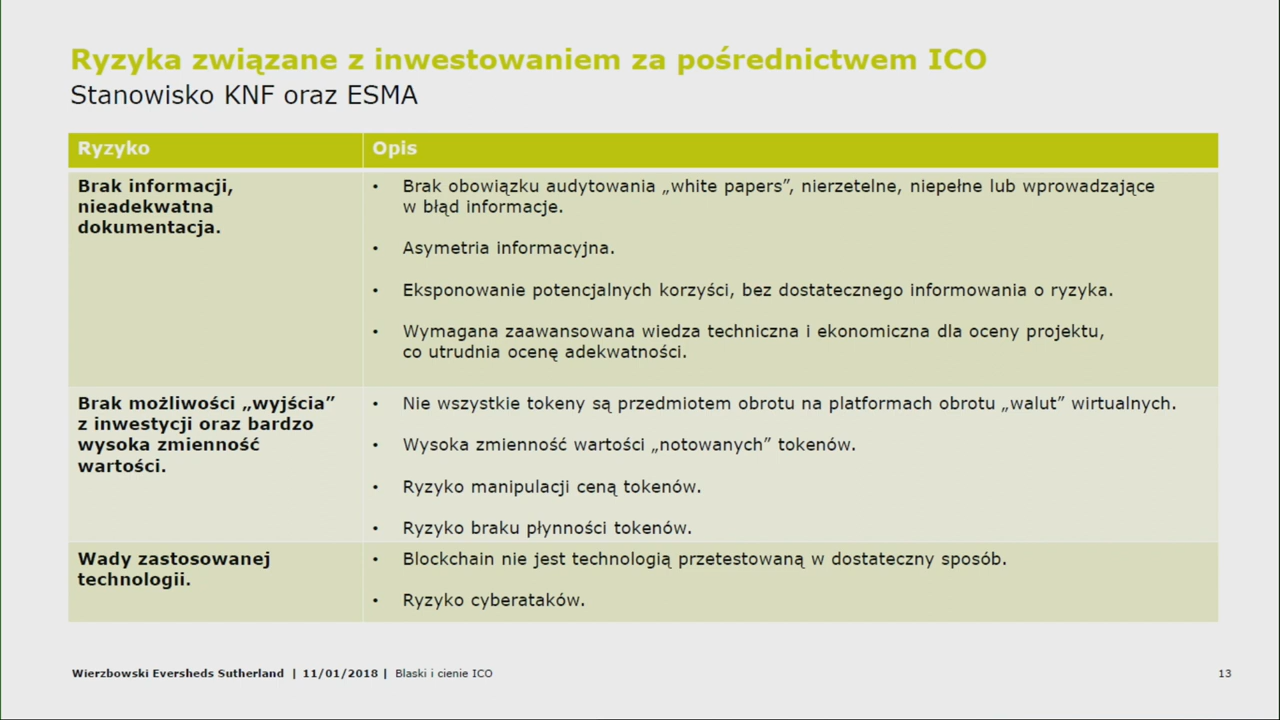 Ryzyka związane z inwestowaniem za pośrednictwem ICO
Stanowisko KNF oraz ESMA
Ryzyko
Opis
Brak informacji,
nieadekwatna
dokumentacja.
• Brak obowiązku audytowania „white papers”, nierzetelne, niepełne lub wprowadzające
w błąd informacje.
• Asymetria informacyjna.
• Eksponowanie potencjalnych korzyści, bez dostatecznego informowania o ryzyka.
• Wymagana zaawansowana wiedza techniczna i ekonomiczna dla oceny projektu,
co utrudnia ocenę adekwatności.
Brak możliwości „wyjścia”
z inwestycji oraz bardzo
wysoka zmienność
wartości.
• Nie wszystkie tokeny są przedmiotem obrotu na platformach obrotu „walut” wirtualnych.
• Wysoka zmienność wartości „notowanych” tokenów.
• Ryzyko manipulacji ceną tokenów.
• Ryzyko braku płynności tokenów.
Wady zastosowanej
technologii.
• Blockchain nie jest technologią przetestowaną w dostateczny sposób.
• Ryzyko cyberataków.
Wierzbowski Eversheds Sutherland | 11/01/2018 | Blaski i cienie ICO
13